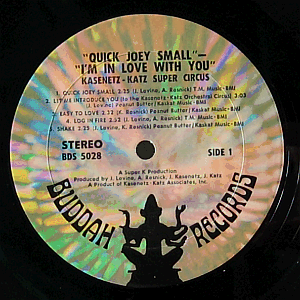 "QUICK JOEY SMALL"—
"I'M IN LOVE WITH YOU"
KASENETZ - KATZ SUPER CIRCUS
1. QUICK JOEY SMALL 2:25 (J. Levine, A. Resnick) T.M. Music-BMI
2. LET ME INTRODUCE YOU (to the Kasenetz-Katz Orchestral Circus) 2:03
(J. Levine) Peanut Butter/Kaskat Music-BMI
3. EASY TO LOVE 2:32 (K. Resnick) Peanut Butter/Kaskat Music-BMI
4. LOG IN FIRE (J. Levine, A. Resnick) T.M. Music-BMI
SHAKE 2:25 (K. Resnick) Peanut Butter/Kaskat Music-BMI
STEREO
BDS 5028
SIDE 1
A Super K Production
Produced by J. Levine, A. Resnick, J. Kasenetz, J. Katz
A Product of Kasenetz - Katz Associates, Inc.
BUDDAH RECORDS